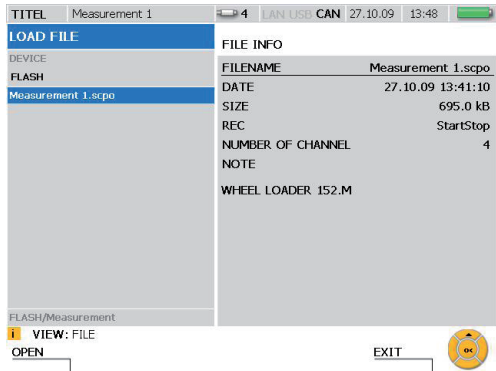 TITEL Measurement 1 4 LAN USB CAN 27.10.09 13:48
LOAD FILE
DEVICE
FLASH
Measurement 1.scpo
FLASH/Measurement
FILE INFO
FILENAME Measurement 1.scpo
DATE 27.10.09 13:41:10
SIZE 695.0 kB
REC StartStop
NUMBER OF CHANNEL 4
NOTE
WHEEL LOADER 152.M
i VIEW: FILE
OPEN EXIT OK